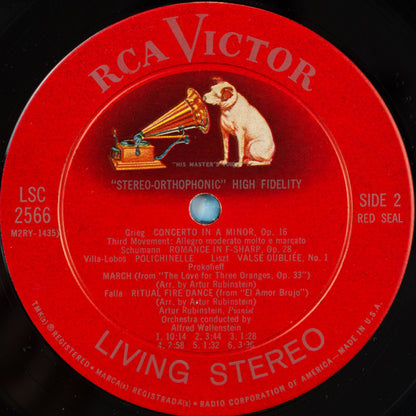 RCA VICTOR
"HIS MASTER'S VOICE"
"STEREO-ORTHOPHONIC" HIGH FIDELITY
LSC
2566
M2RY-1435
SIDE 2
RED SEAL
Grieg CONCERTO IN A MINOR, Op. 16
Third Movement: Allegro moderato molto e marcato
Schumann ROMANCE IN F-SHARP, Op. 28
Villa-Lobos POLICHINELLE Liszt VALSE OUBLIÉE, No. 1
Prokofieff
MARCH (from "The Love for Three Oranges, Op. 33")
(Arr. by Artur Rubinstein)
Falla RITUAL FIRE DANCE (from "El Amor Brujo")
(Arr. by Artur Rubinstein)
Artur Rubinstein, Pianist
Orchestra conducted by
Alfred Wallenstein
1. 10:14 2. 3:44 3. 1:28
4. 2:58 5. 1:32 6.
LIVING STEREO
TMK(s) ® REGISTERED • MARCA(s) REGISTRADA(s) • RADIO CORPORATION OF AMERICA • MADE IN U.S.A.